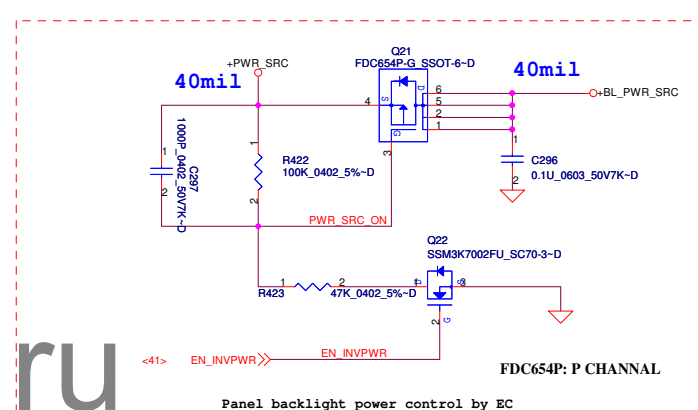 Q21
FDC654P-G_SSOT-6~D
+PWR_SRC
40mil
40mil
+BL_PWR_SRC
4
S
D
G
6
5
2
1
3
1
2
C297
1000P_0402_50V7K~D
1
2
R422
100K_0402_5%~D
1
2
C296
0.1U_0603_50V7K~D
PWR_SRC_ON
Q22
SSM3K7002FU_SC70-3~D
R423
1
2
47K_0402_5%~D
1
D
S
3
2
G
<41>
EN_INVPWR
EN_INVPWR
FDC654P: P CHANNAL
ru
Panel backlight power control by EC